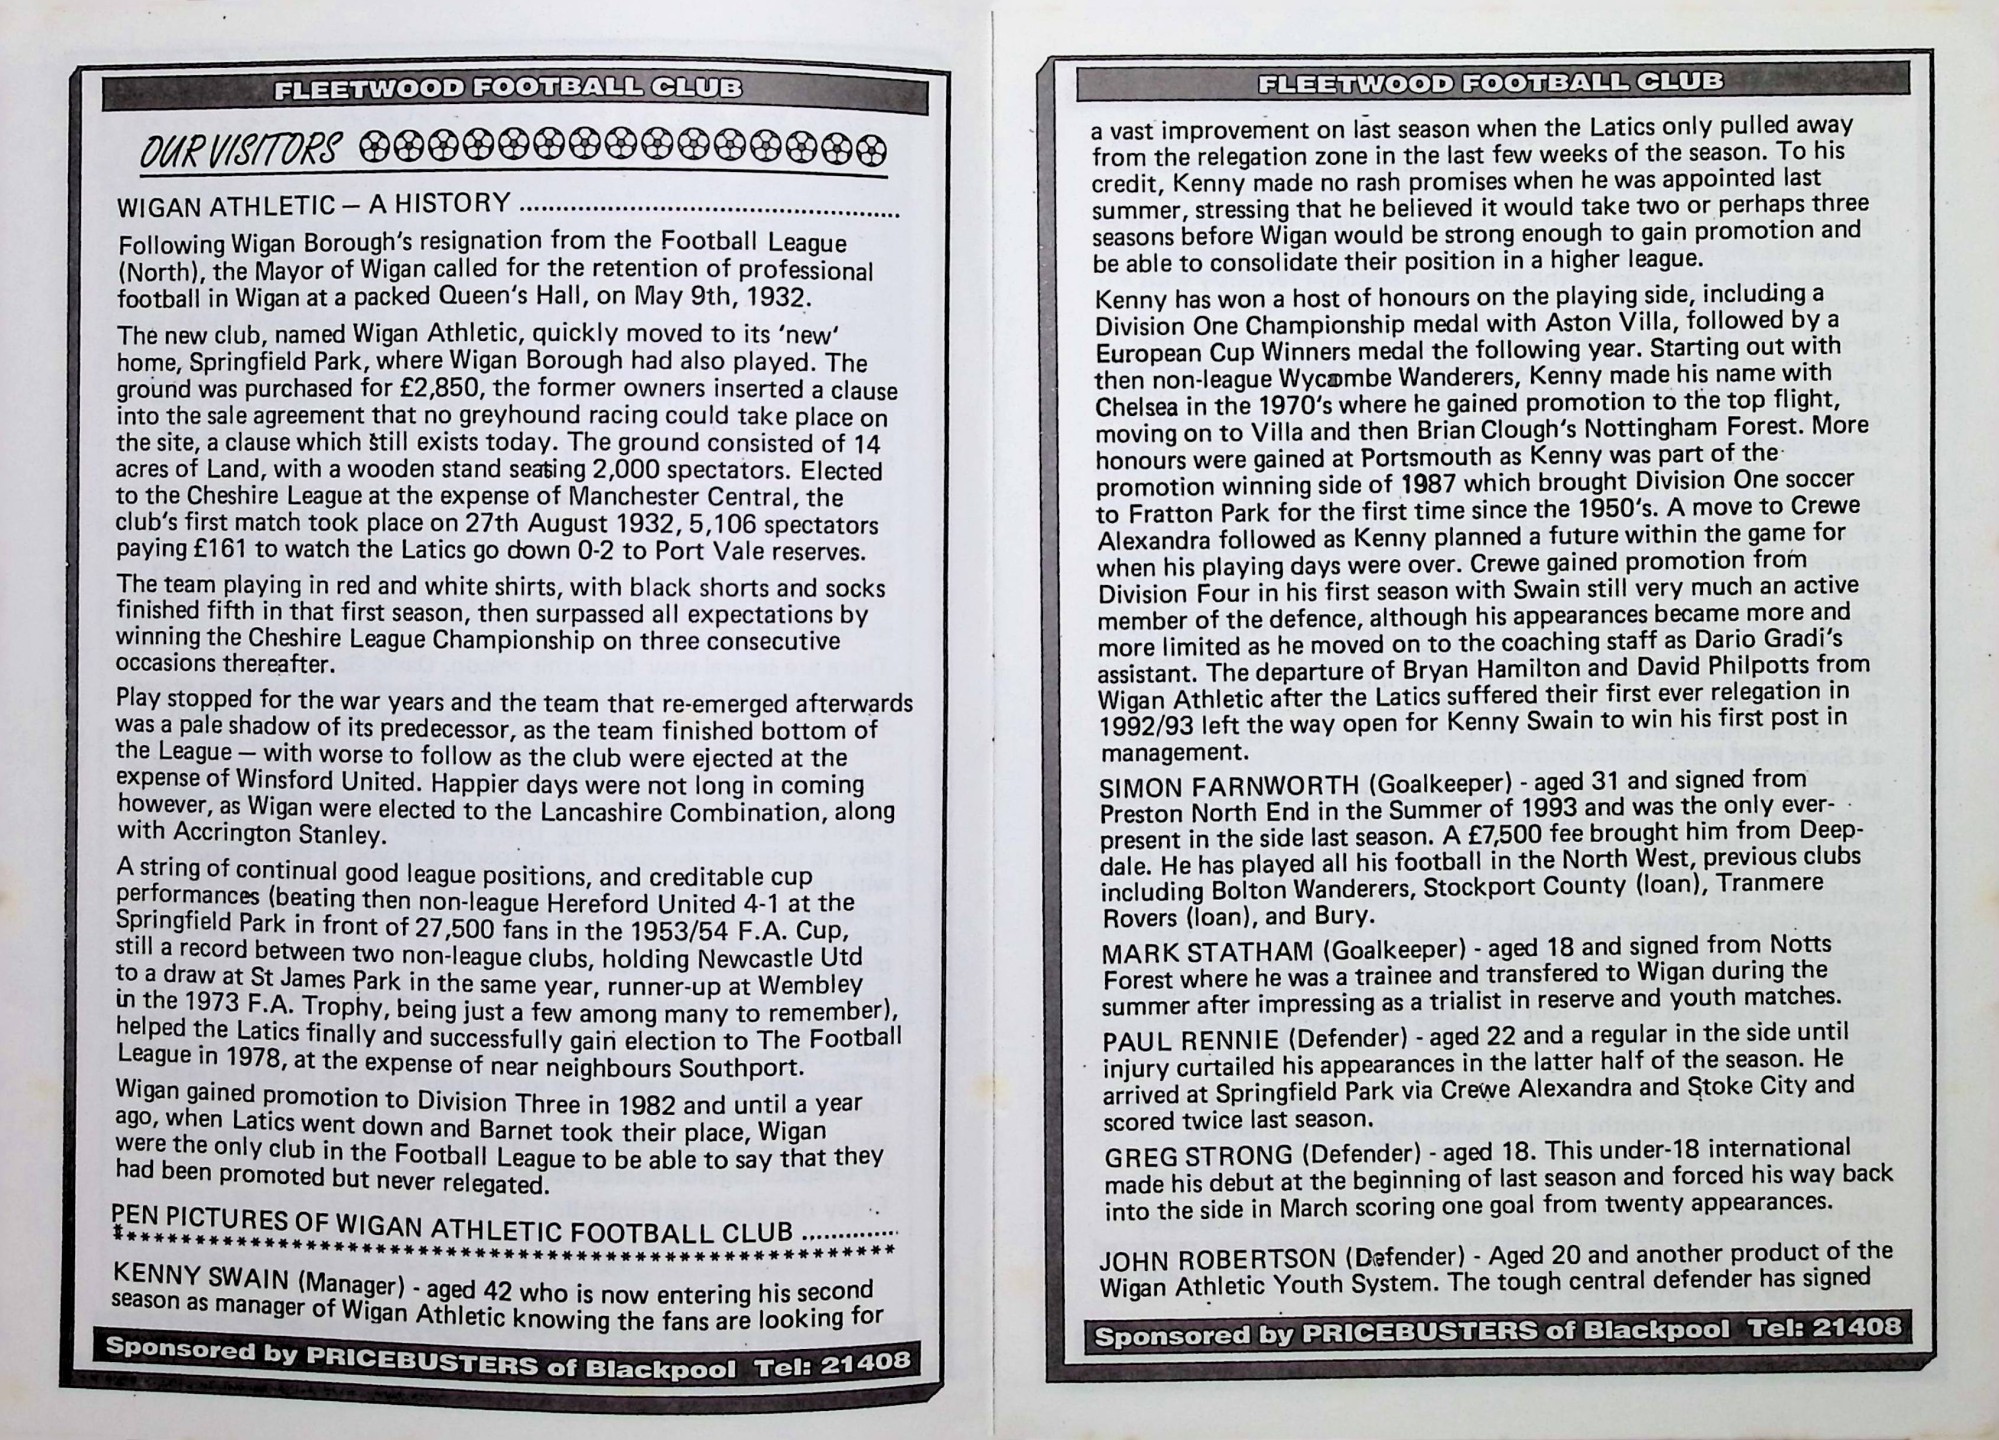 FLEETWOOD FOOTBALL CLUB
OUR VISITORS
WIGAN ATHLETIC – A HISTORY ......................................................
Following Wigan Borough's resignation from the Football League
(North), the Mayor of Wigan called for the retention of professional
football in Wigan at a packed Queen's Hall, on May 9th, 1932.
The new club, named Wigan Athletic, quickly moved to its 'new'
home, Springfield Park, where Wigan Borough had also played. The
ground was purchased for £2,850, the former owners inserted a clause
into the sale agreement that no greyhound racing could take place on
the site, a clause which still exists today. The ground consisted of 14
acres of Land, with a wooden stand seating 2,000 spectators. Elected
to the Cheshire League at the expense of Manchester Central, the
club's first match took place on 27th August 1932, 5,106 spectators
paying £161 to watch the Latics go down 0-2 to Port Vale reserves.
The team playing in red and white shirts, with black shorts and socks
finished fifth in that first season, then surpassed all expectations by
winning the Cheshire League Championship on three consecutive
occasions thereafter.
Play stopped for the war years and the team that re-emerged afterwards
was a pale shadow of its predecessor, as the team finished bottom of
the League – with worse to follow as the club were ejected at the
expense of Winsford United. Happier days were not long in coming
however, as Wigan were elected to the Lancashire Combination, along
with Accrington Stanley.
A string of continual good league positions, and creditable cup
performances (beating then non-league Hereford United 4-1 at the
Springfield Park in front of 27,500 fans in the 1953/54 F.A. Cup,
still a record between two non-league clubs, holding Newcastle Utd
to a draw at St James Park in the same year, runner-up at Wembley
in the 1973 F.A. Trophy, being just a few among many to remember),
helped the Latics finally and successfully gain election to The Football
League in 1978, at the expense of near neighbours Southport.
Wigan gained promotion to Division Three in 1982 and until a year
ago, when Latics went down and Barnet took their place, Wigan
were the only club in the Football League to be able to say that they
had been promoted but never relegated.
PEN PICTURES OF WIGAN ATHLETIC FOOTBALL CLUB ..............
**********************************************************
KENNY SWAIN (Manager) - aged 42 who is now entering his second
season as manager of Wigan Athletic knowing the fans are looking for
Sponsored by PRICEBUSTERS of Blackpool Tel: 21408
FLEETWOOD FOOTBALL CLUB
a vast improvement on last season when the Latics only pulled away
from the relegation zone in the last few weeks of the season. To his
credit, Kenny made no rash promises when he was appointed last
summer, stressing that he believed it would take two or perhaps three
seasons before Wigan would be strong enough to gain promotion and
be able to consolidate their position in a higher league.
Kenny has won a host of honours on the playing side, including a
Division One Championship medal with Aston Villa, followed by a
European Cup Winners medal the following year. Starting out with
then non-league Wycombe Wanderers, Kenny made his name with
Chelsea in the 1970's where he gained promotion to the top flight,
moving on to Villa and then Brian Clough's Nottingham Forest. More
honours were gained at Portsmouth as Kenny was part of the
promotion winning side of 1987 which brought Division One soccer
to Fratton Park for the first time since the 1950's. A move to Crewe
Alexandra followed as Kenny planned a future within the game for
when his playing days were over. Crewe gained promotion from
Division Four in his first season with Swain still very much an active
member of the defence, although his appearances became more and
more limited as he moved on to the coaching staff as Dario Gradi's
assistant. The departure of Bryan Hamilton and David Philpotts from
Wigan Athletic after the Latics suffered their first ever relegation in
1992/93 left the way open for Kenny Swain to win his first post in
management.
SIMON FARNWORTH (Goalkeeper) - aged 31 and signed from
Preston North End in the Summer of 1993 and was the only ever-
present in the side last season. A £7,500 fee brought him from Deep-
dale. He has played all his football in the North West, previous clubs
including Bolton Wanderers, Stockport County (loan), Tranmere
Rovers (loan), and Bury.
MARK STATHAM (Goalkeeper) - aged 18 and signed from Notts
Forest where he was a trainee and transfered to Wigan during the
summer after impressing as a trialist in reserve and youth matches.
PAUL RENNIE (Defender) - aged 22 and a regular in the side until
injury curtailed his appearances in the latter half of the season. He
arrived at Springfield Park via Crewe Alexandra and Stoke City and
scored twice last season.
GREG STRONG (Defender) - aged 18. This under-18 international
made his debut at the beginning of last season and forced his way back
into the side in March scoring one goal from twenty appearances.
JOHN ROBERTSON (Defender) - Aged 20 and another product of the
Wigan Athletic Youth System. The tough central defender has signed
Sponsored by PRICEBUSTERS of Blackpool Tel: 21408